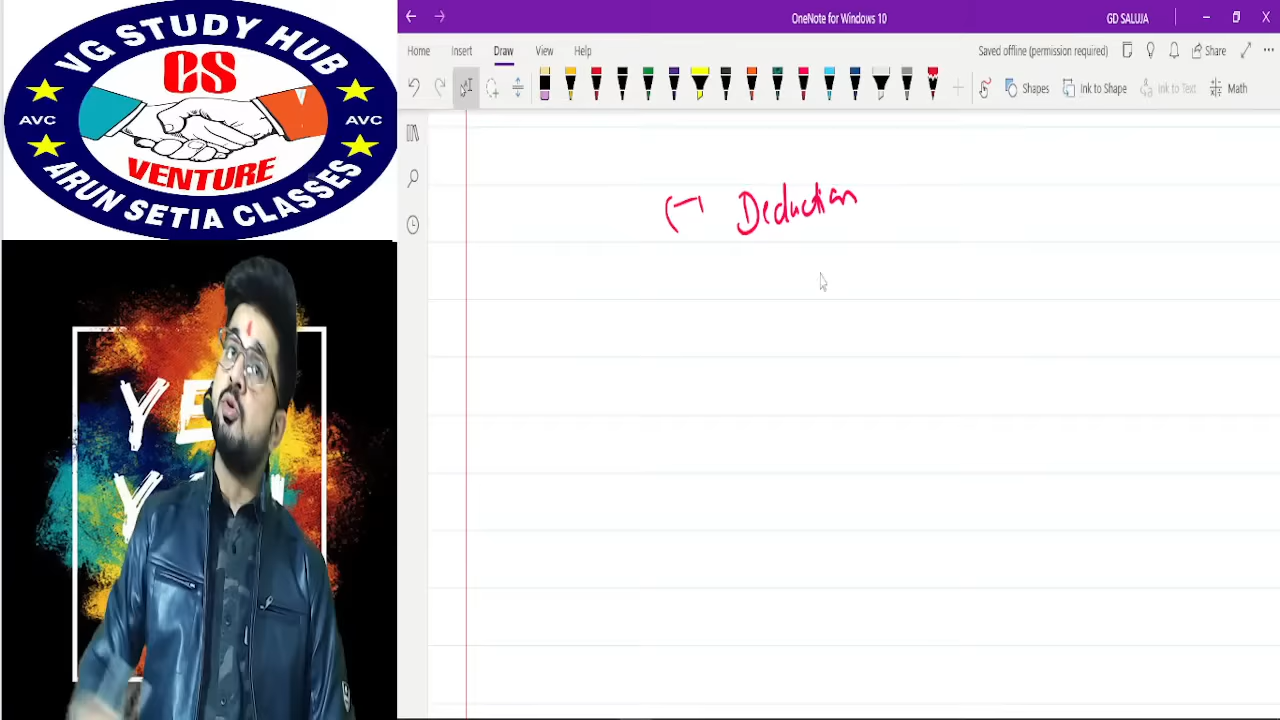 VG STUDY HUB
CS
AVC
AVC
VENTURE
ARUN SETIA CLASSES
YE
Y
OneNote for Windows 10
GD SALUJA
Home
Insert
Draw
View
Help
Saved offline (permission required)
Share
Shapes
Ink to Shape
Ink to Text
Math
(-) Deduction